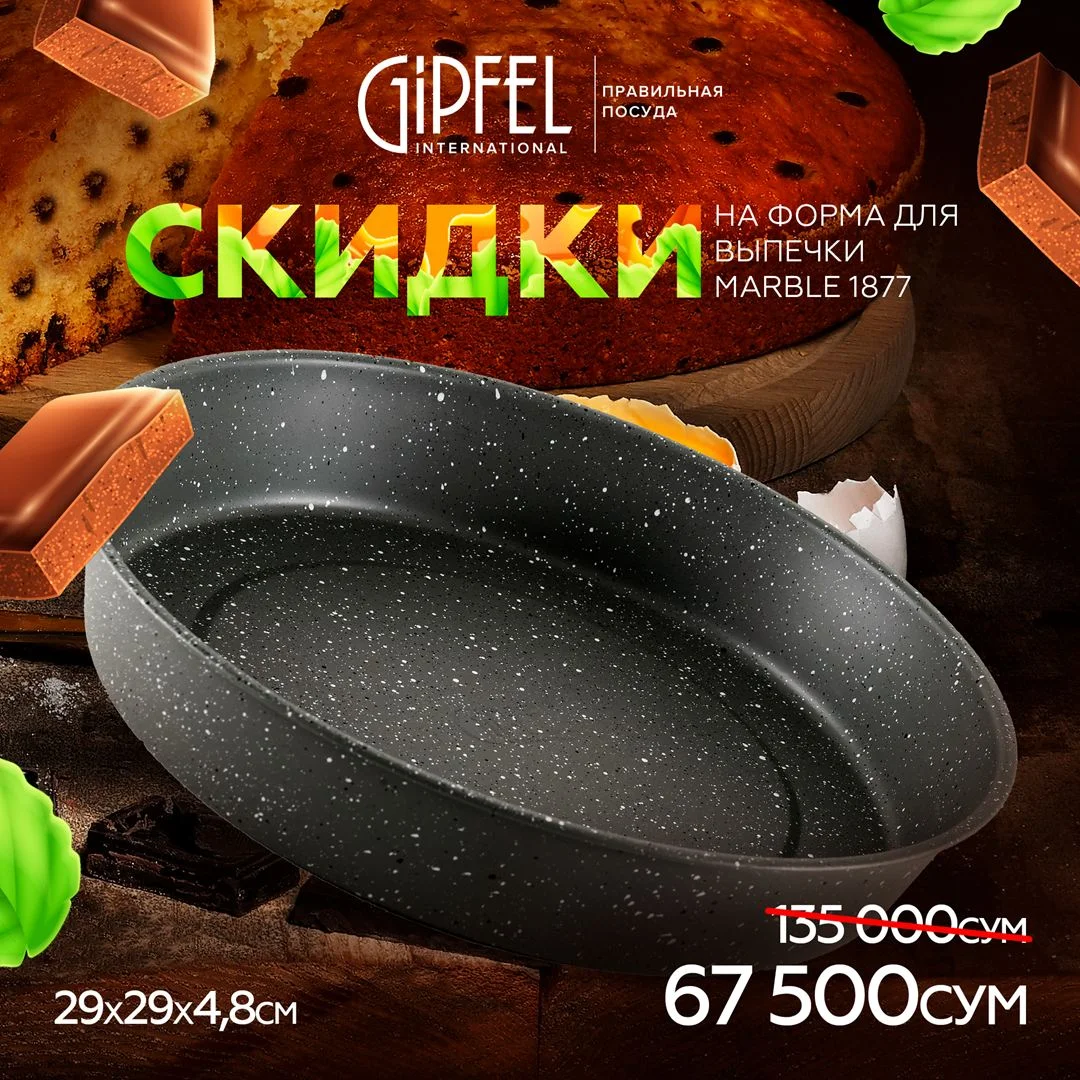 GiPFEL
INTERNATIONAL
ПРАВИЛЬНАЯ
ПОСУДА
СКИДКИ
НА ФОРМА ДЛЯ
ВЫПЕЧКИ
MARBLE 1877
135 000сум
67 500сум
29х29х4,8см